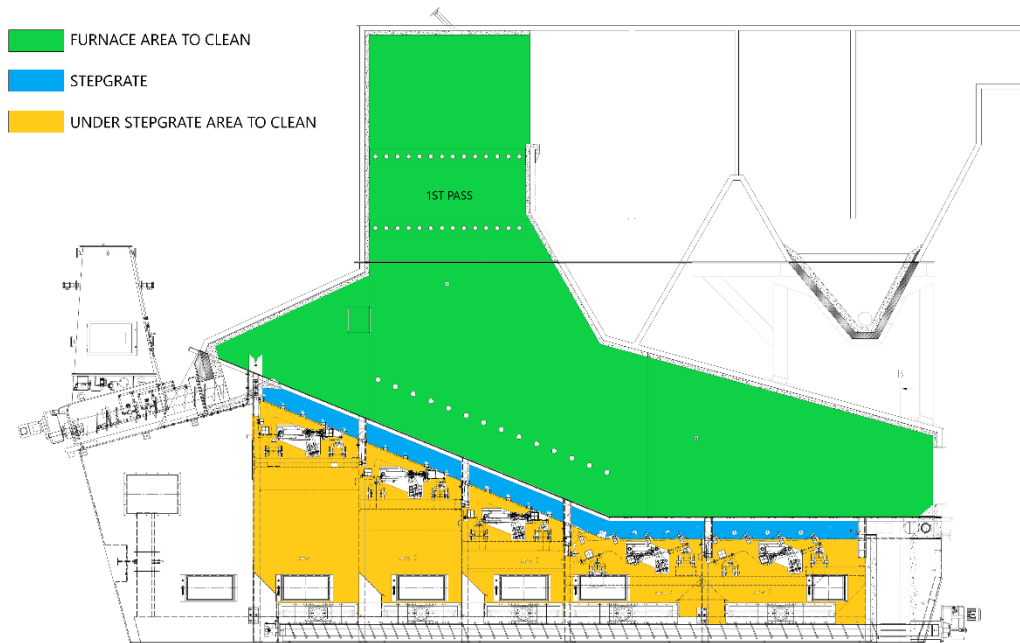 FURNACE AREA TO CLEAN
STEPGRATE
UNDER STEPGRATE AREA TO CLEAN
1ST PASS
B